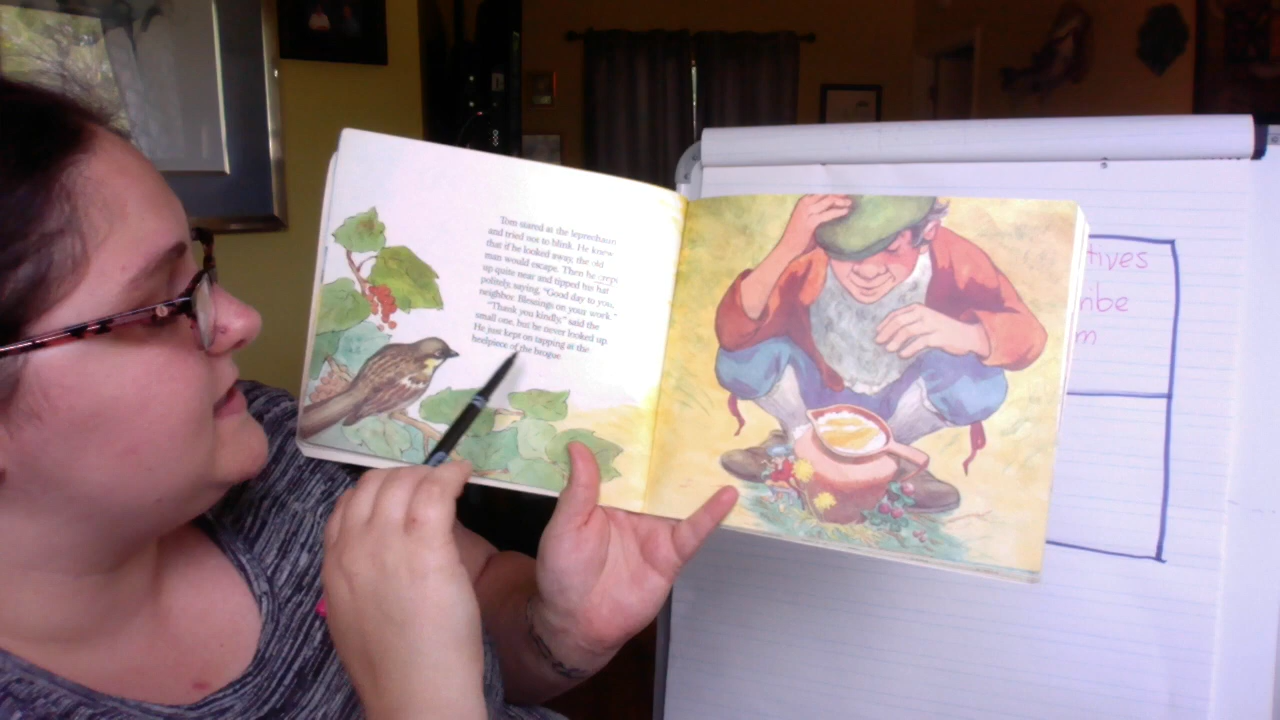 Tom stared at the leprechaun
and tried not to blink. He knew
that if he looked away, the old
man would escape. Then he crept
up quite near and tipped his hat
politely, saying, "Good day to you,
neighbor. Blessings on your work."
"Thank you kindly," said the
small one, but he never looked up.
He just kept on tapping at the
heelpiece of the brogue.
tives
ribe
m